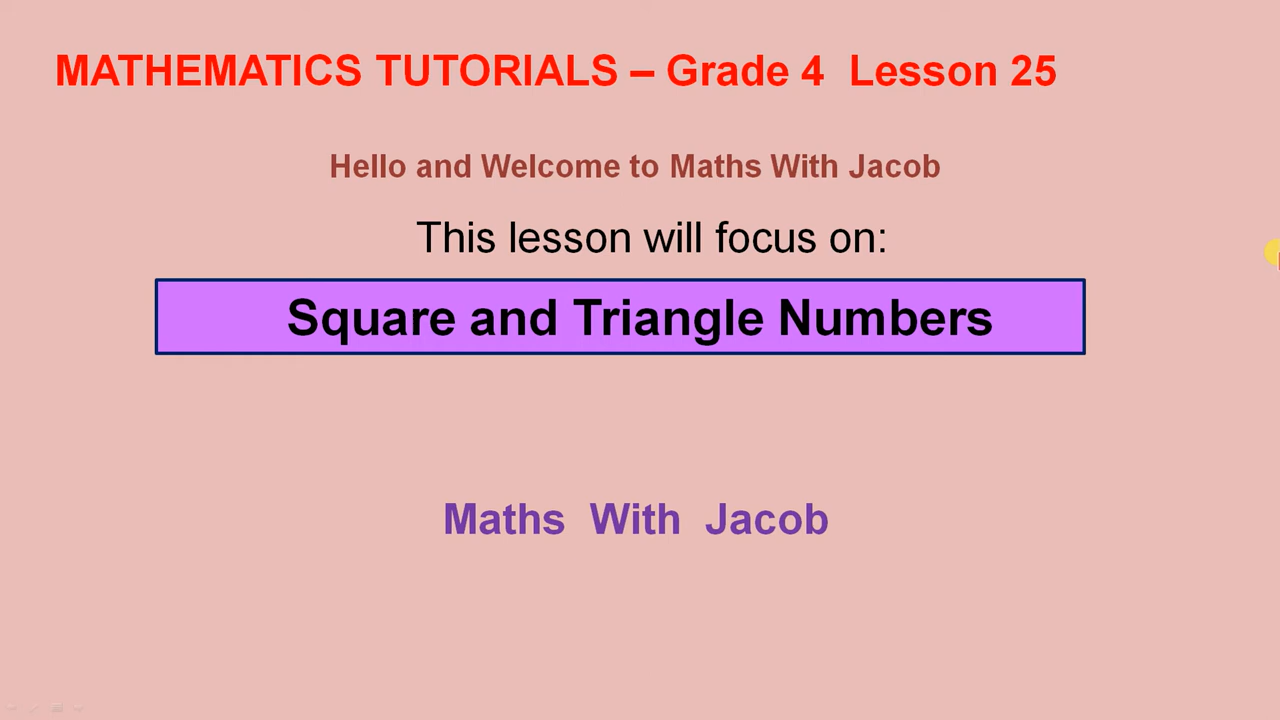 MATHEMATICS TUTORIALS – Grade 4 Lesson 25
Hello and Welcome to Maths With Jacob
This lesson will focus on:
Square and Triangle Numbers
Maths With Jacob